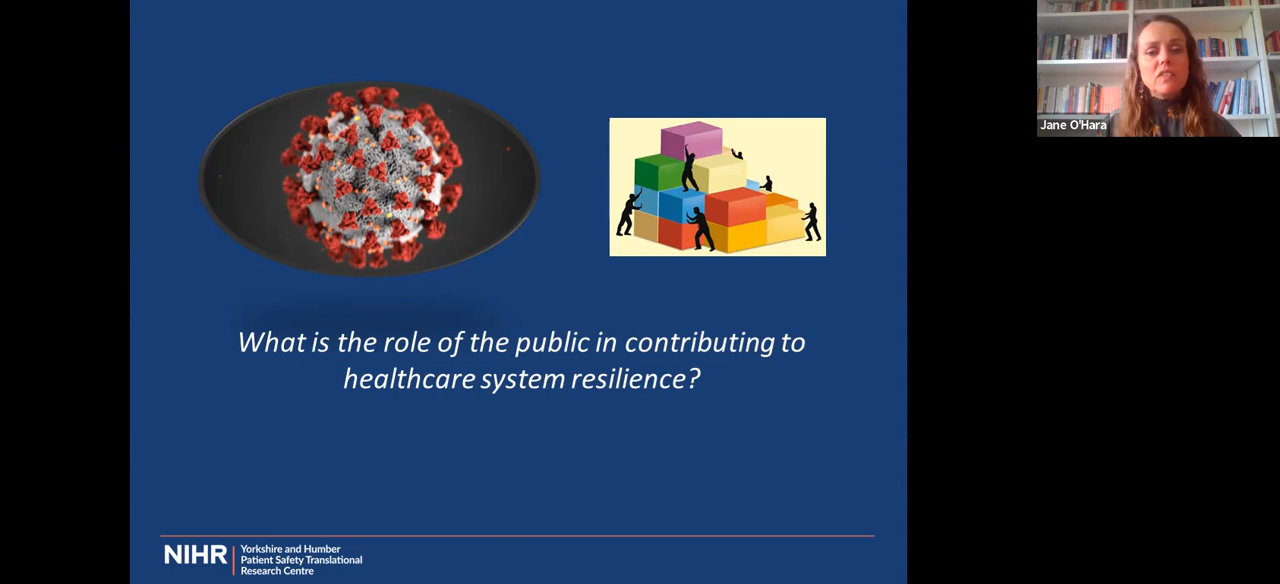 Jane O'Hara
What is the role of the public in contributing to
healthcare system resilience?
NIHR
Yorkshire and Humber
Patient Safety Translational
Research Centre